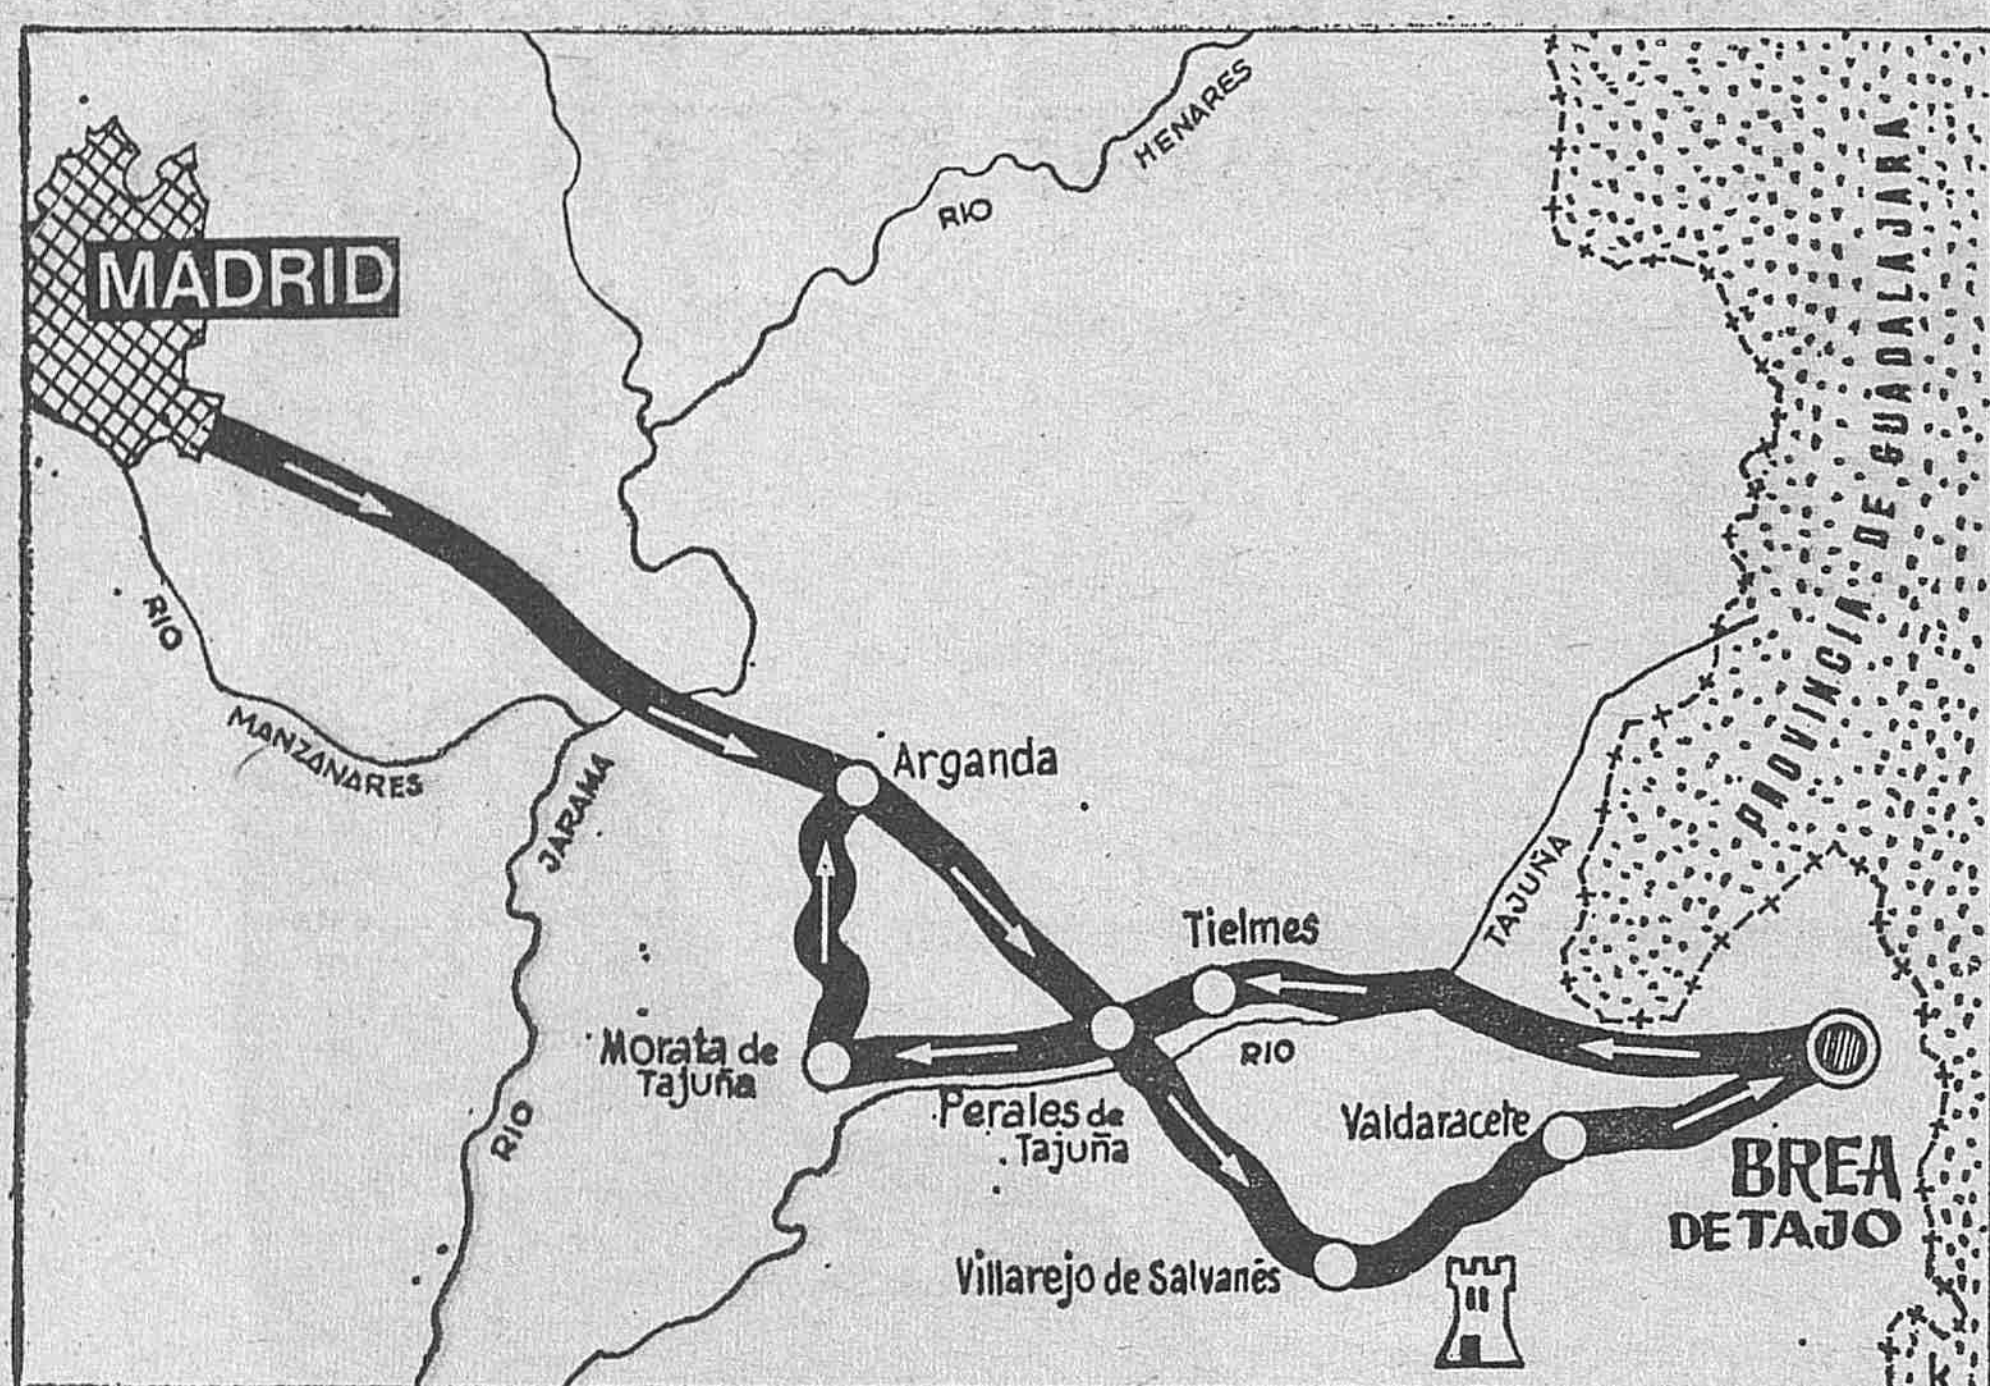 HENARES
RIO
MADRID
PROVINCIA DE GUADALAJARA
RIO
MANZANARES
JARAMA
Arganda
TAJUÑA
Tielmes
Morata de
Tajuña
RIO
RIO
Perales de
Tajuña
Valdaracete
BREA
DE TAJO
Villarejo de Salvanés